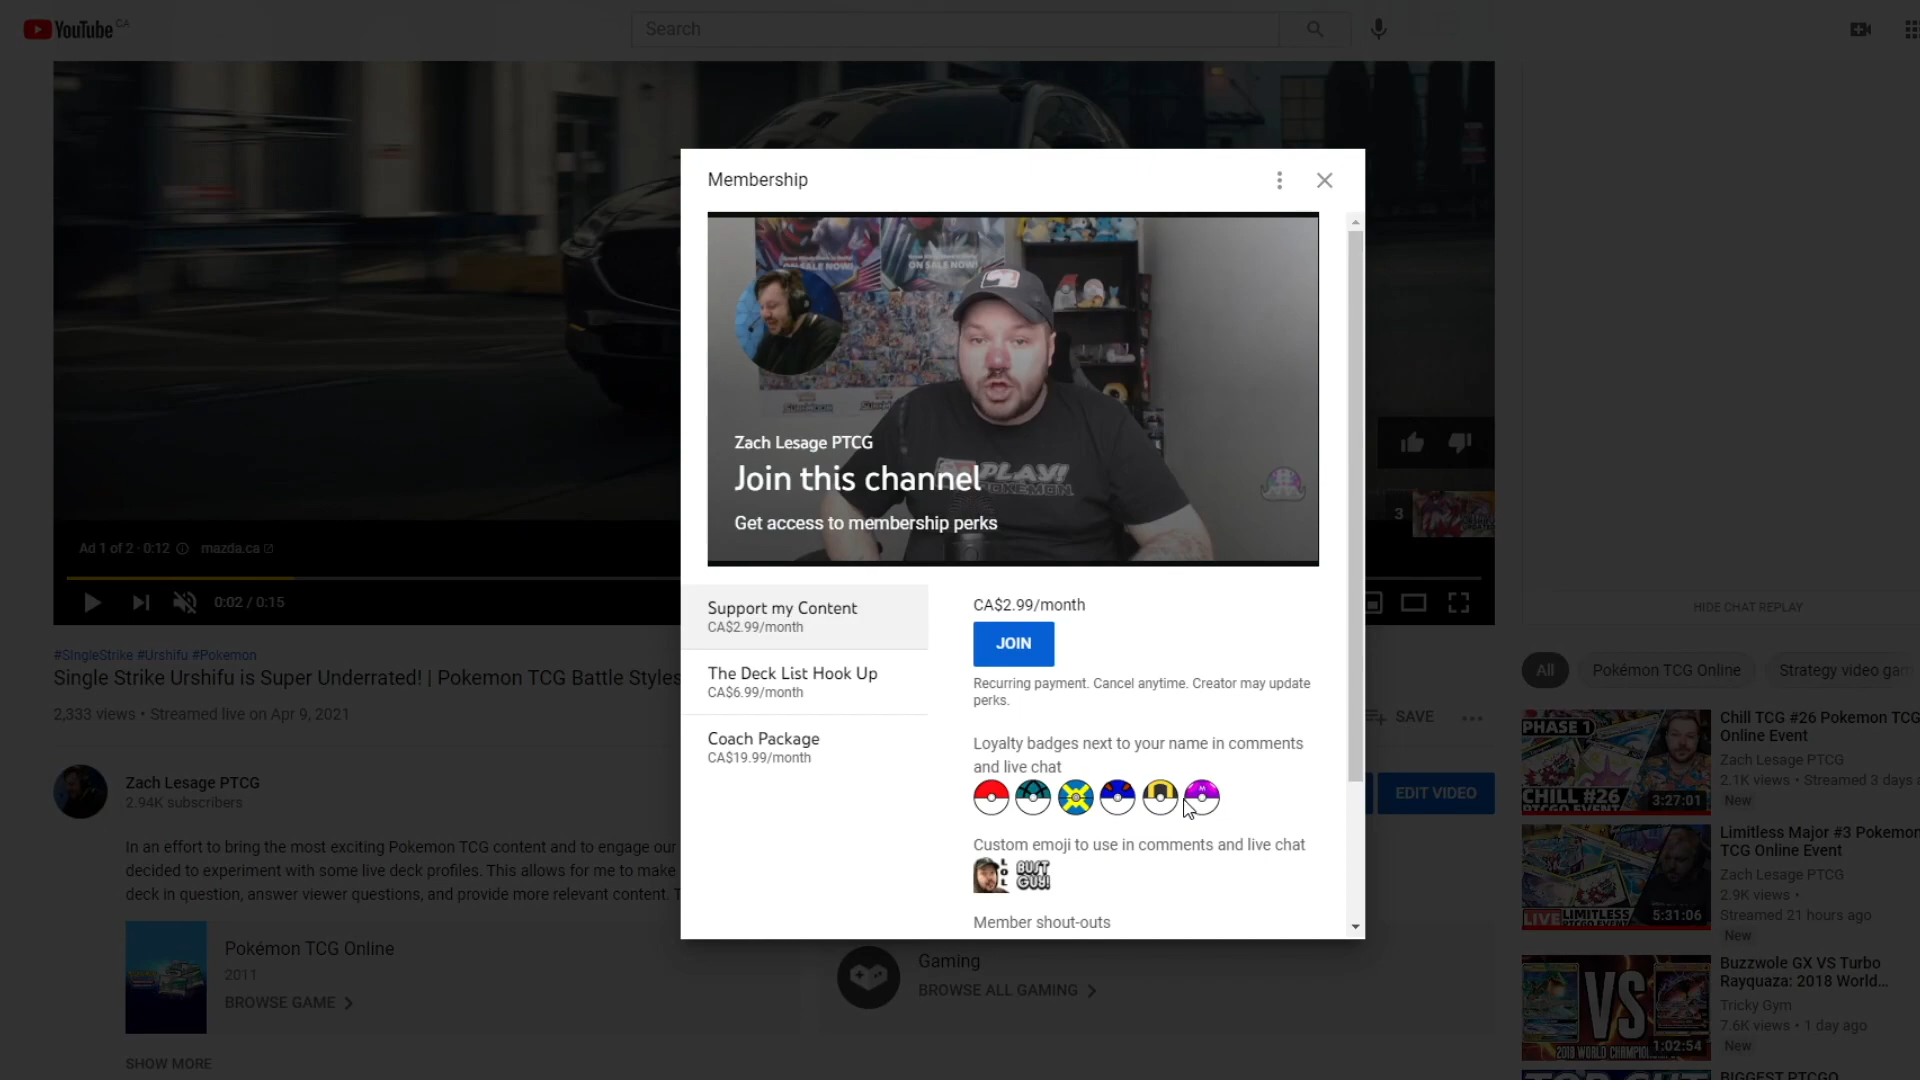 YouTube CA
Search
Membership
ON SALE NOW!
ON SALE NOW!
Zach Lesage PTCG
Join this channel
PLAY!
POKEMON
Get access to membership perks
3
Ad 1 of 2 · 0:12
mazda.ca
0:02 / 0:15
HIDE CHAT REPLAY
Support my Content
CA$2.99/month
The Deck List Hook Up
CA$6.99/month
Coach Package
CA$19.99/month
CA$2.99/month
JOIN
Recurring payment. Cancel anytime. Creator may update
perks.
Loyalty badges next to your name in comments
and live chat
Custom emoji to use in comments and live chat
LOL
BUST
GUY!
Member shout-outs
#SIngleStrike #Urshifu #Pokemon
Single Strike Urshifu is Super Underrated! | Pokemon TCG Battle Styles
2,333 views • Streamed live on Apr 9, 2021
SAVE
Zach Lesage PTCG
2.94K subscribers
EDIT VIDEO
In an effort to bring the most exciting Pokemon TCG content and to engage our
decided to experiment with some live deck profiles. This allows for me to make
deck in question, answer viewer questions, and provide more relevant content.
Pokémon TCG Online
2011
BROWSE GAME
Gaming
BROWSE ALL GAMING
SHOW MORE
All
Pokémon TCG Online
Strategy video gam
PHASE 1
CHILL #26
PTCGO EVENT
3:27:01
Chill TCG #26 Pokemon TCG
Online Event
Zach Lesage PTCG
2.1K views • Streamed 3 days
New
LIVE LIMITLESS
5:31:06
Limitless Major #3 Pokemon
TCG Online Event
Zach Lesage PTCG
2.9K views •
Streamed 21 hours ago
New
VS
2018 WORLD
1:02:54
Buzzwole GX VS Turbo
Rayquaza: 2018 World...
Tricky Gym
7.6K views • 1 day ago
New
BIGGEST PTCGO